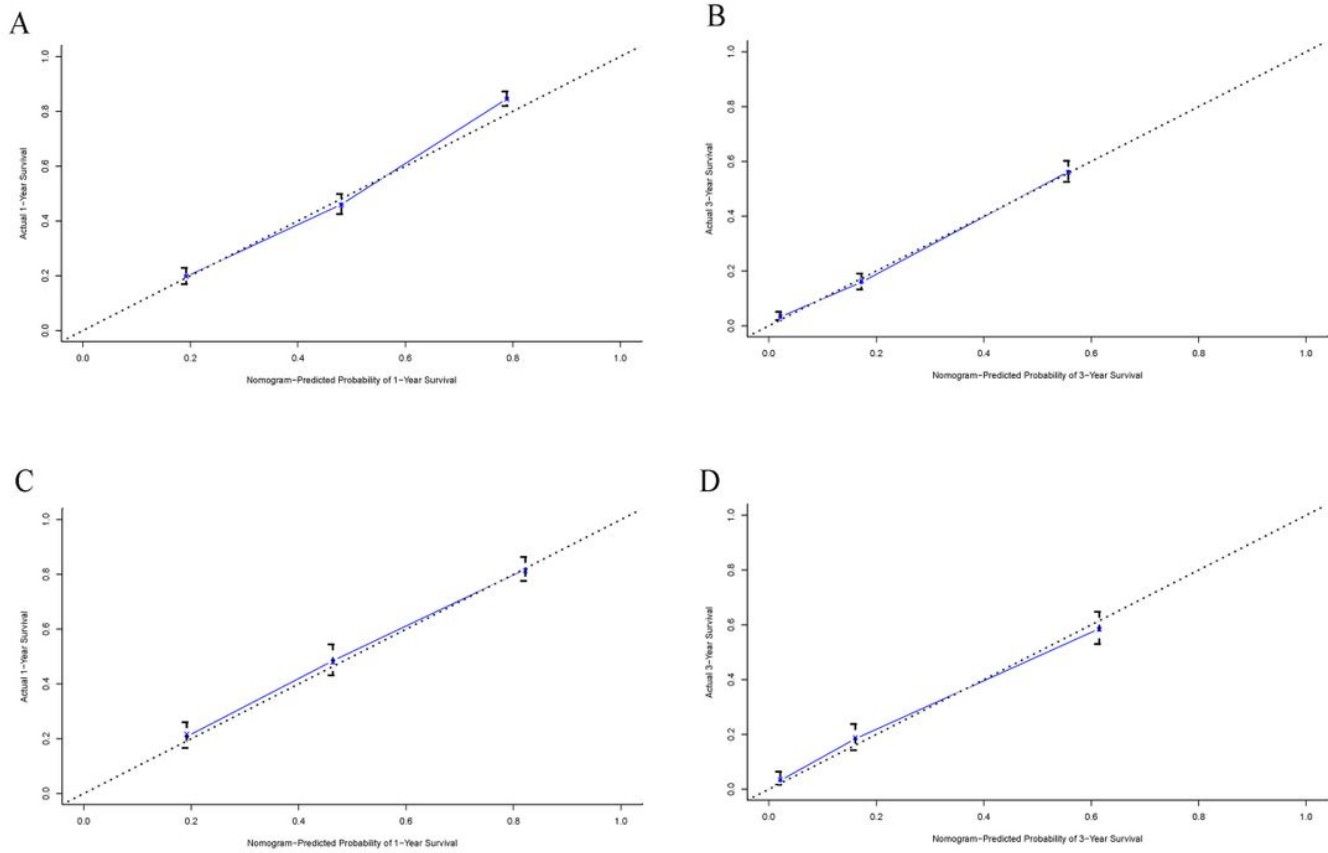 A
Actual 1-Year Survival
1.0
0.8
0.6
0.4
0.2
0.0
0.0 0.2 0.4 0.6 0.8 1.0
Nomogram-Predicted Probability of 1-Year Survival
B
Actual 3-Year Survival
1.0
0.8
0.6
0.4
0.2
0.0
0.0 0.2 0.4 0.6 0.8 1.0
Nomogram-Predicted Probability of 3-Year Survival
C
Actual 1-Year Survival
1.0
0.8
0.6
0.4
0.2
0.0
0.0 0.2 0.4 0.6 0.8 1.0
Nomogram-Predicted Probability of 1-Year Survival
D
Actual 3-Year Survival
1.0
0.8
0.6
0.4
0.2
0.0
0.0 0.2 0.4 0.6 0.8 1.0
Nomogram-Predicted Probability of 3-Year Survival